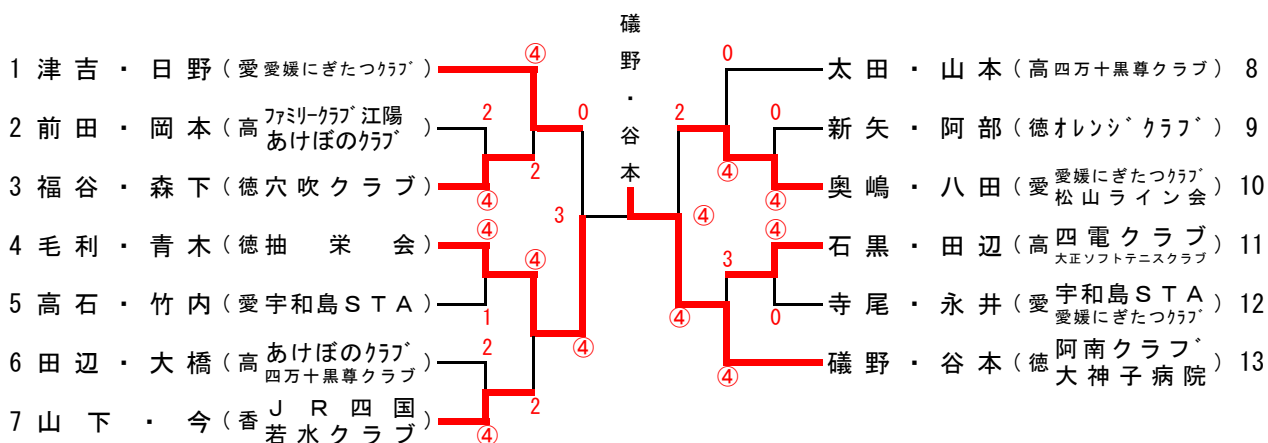 礒野・谷本
1 津吉・日野（愛 愛媛にぎたつクラブ）
2 前田・岡本（高 ファミリークラブ江陽 あけぼのクラブ）
3 福谷・森下（徳 穴吹クラブ）
4 毛利・青木（徳 抽栄会）
5 高石・竹内（愛 宇和島ＳＴＡ）
6 田辺・大橋（高 あけぼのクラブ 四万十黒尊クラブ）
7 山下・今（香 ＪＲ四国 若水クラブ）
④
2
0
2
④
3
④
④
1
④
2
④
2
④
太田・山本（高 四万十黒尊クラブ） 8
新矢・阿部（徳 オレンジクラブ） 9
奥嶋・八田（愛 愛媛にぎたつクラブ 松山ライン会） 10
石黒・田辺（高 四電クラブ 大正ソフトテニスクラブ） 11
寺尾・永井（愛 宇和島ＳＴＡ 愛媛にぎたつクラブ） 12
礒野・谷本（徳 阿南クラブ 大神子病院） 13
0
2
0
④
④
④
④
3
④
0
④